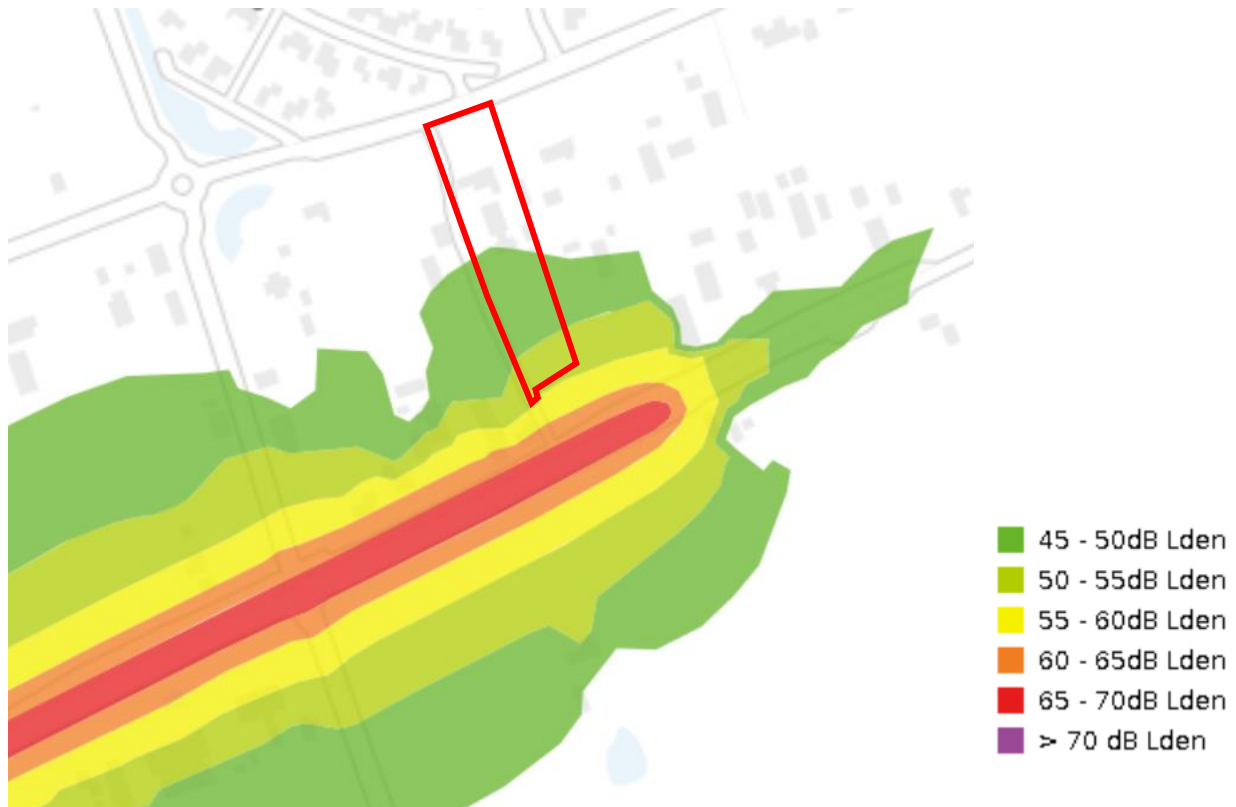 45 - 50dB Lden
50 - 55dB Lden
55 - 60dB Lden
60 - 65dB Lden
65 - 70dB Lden
> 70 dB Lden